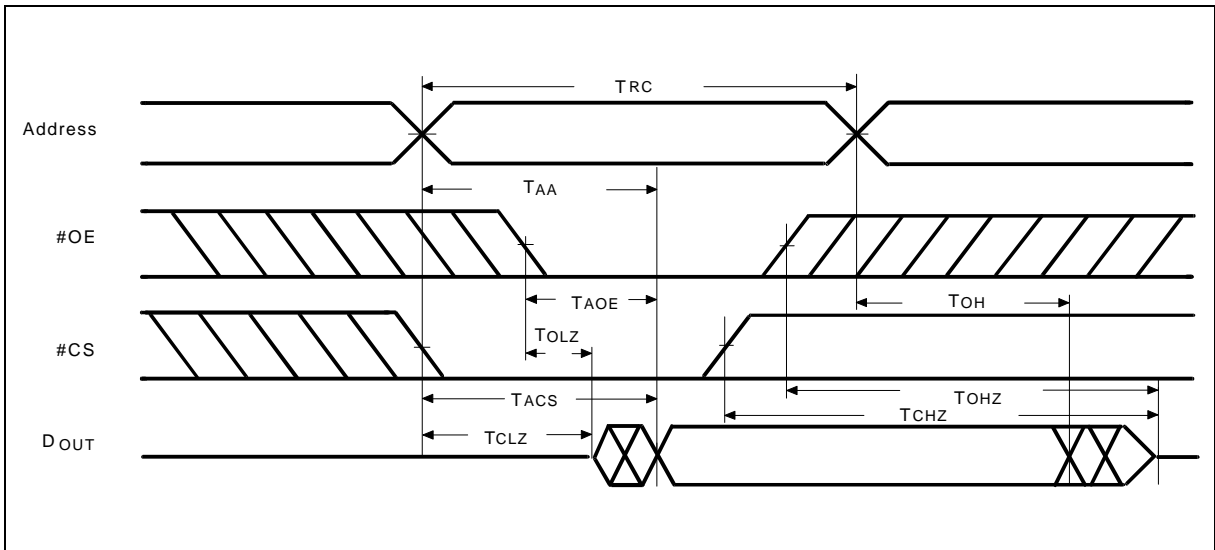 TRC
Address
TAA
#OE
TAOE
TOH
TOLZ
#CS
TOHZ
TACS
TCHZ
TCLZ
DOUT